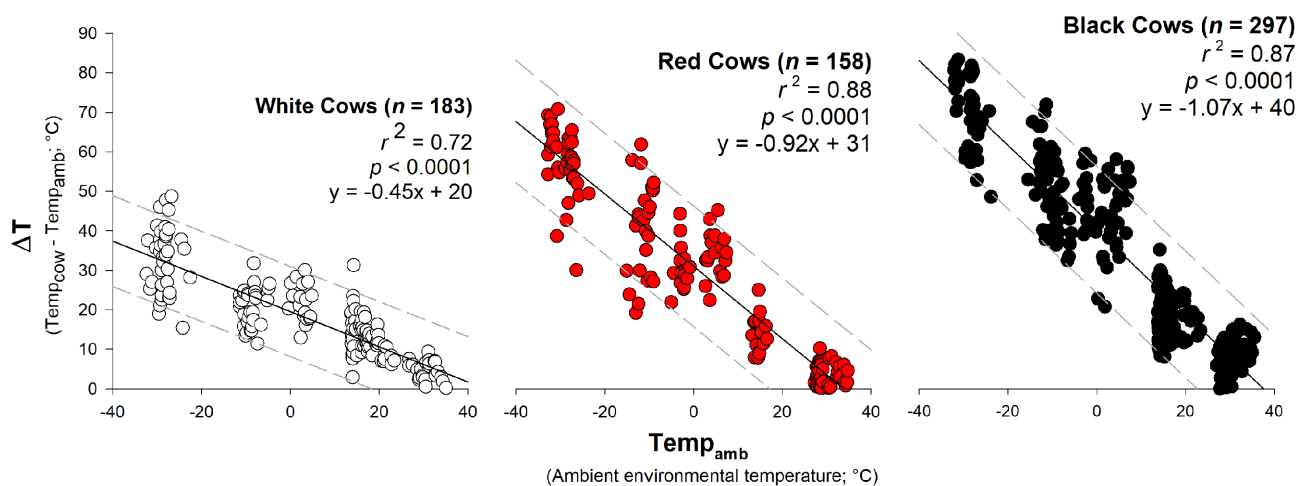 White Cows (n = 183)
r² = 0.72
p < 0.0001
y = -0.45x + 20
Red Cows (n = 158)
r² = 0.88
p < 0.0001
y = -0.92x + 31
Black Cows (n = 297)
r² = 0.87
p < 0.0001
y = -1.07x + 40
ΔT
(Temp_cow - Temp_amb; °C)
90
80
70
60
50
40
30
20
10
0
-40 -20 0 20 40
-40 -20 0 20 40
-40 -20 0 20 40
Temp_amb
(Ambient environmental temperature; °C)